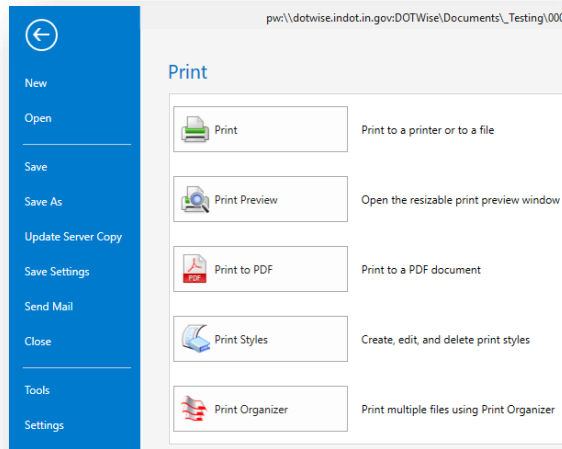 pw:\\dotwise.indot.in.gov:DOTWise\Documents\_Testing\000
New
Open
Save
Save As
Update Server Copy
Save Settings
Send Mail
Close
Tools
Settings
Print
Print Print to a printer or to a file
Print Preview Open the resizable print preview window
PDF Print to PDF Print to a PDF document
Print Styles Create, edit, and delete print styles
Print Organizer Print multiple files using Print Organizer